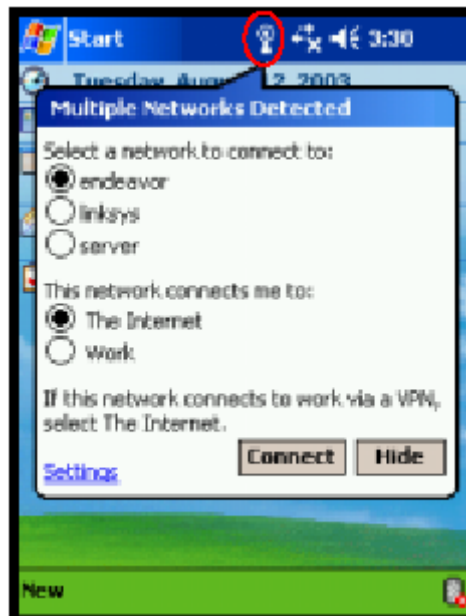 Start 3:30
Tuesday, August 12, 2003
Multiple Networks Detected
Select a network to connect to:
endeavor
linksys
server
This network connects me to:
The Internet
Work
If this network connects to work via a VPN,
select The Internet.
Connect Hide
Settings
New